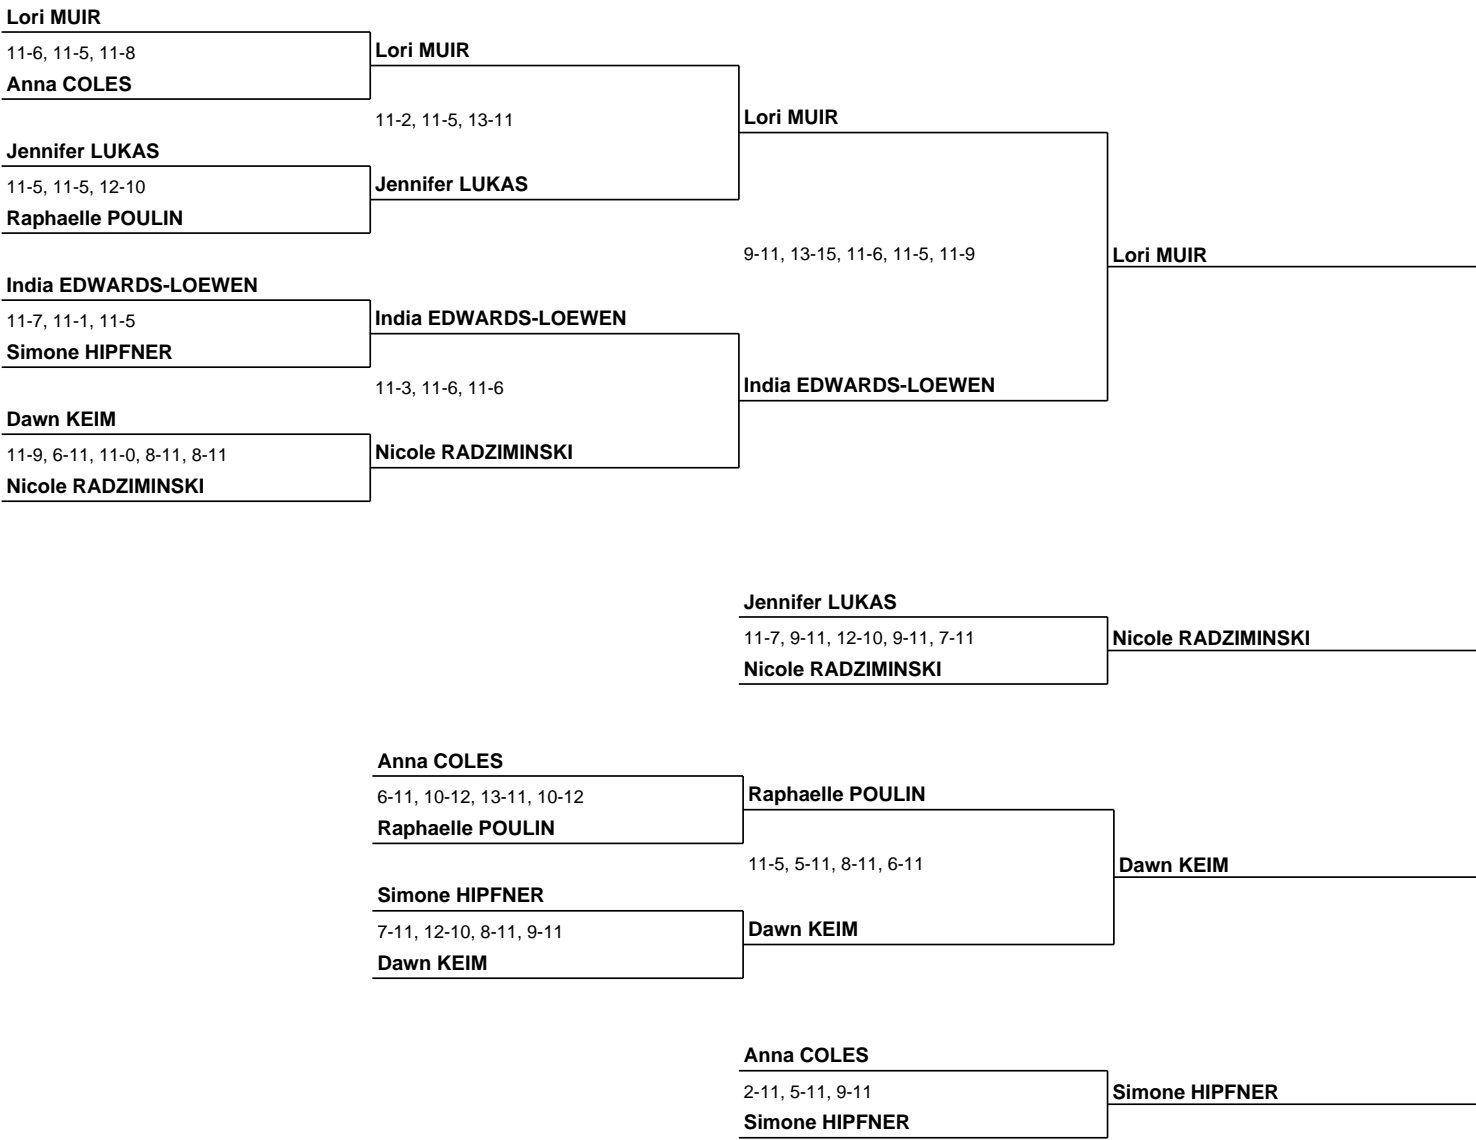 Lori MUIR
11-6, 11-5, 11-8
Lori MUIR
Anna COLES
11-2, 11-5, 13-11
Lori MUIR
Jennifer LUKAS
11-5, 11-5, 12-10
Jennifer LUKAS
Raphaelle POULIN
9-11, 13-15, 11-6, 11-5, 11-9
Lori MUIR
India EDWARDS-LOEWEN
11-7, 11-1, 11-5
India EDWARDS-LOEWEN
Simone HIPFNER
11-3, 11-6, 11-6
India EDWARDS-LOEWEN
Dawn KEIM
11-9, 6-11, 11-0, 8-11, 8-11
Nicole RADZIMINSKI
Nicole RADZIMINSKI
Jennifer LUKAS
11-7, 9-11, 12-10, 9-11, 7-11
Nicole RADZIMINSKI
Nicole RADZIMINSKI
Anna COLES
6-11, 10-12, 13-11, 10-12
Raphaelle POULIN
Raphaelle POULIN
11-5, 5-11, 8-11, 6-11
Dawn KEIM
Simone HIPFNER
7-11, 12-10, 8-11, 9-11
Dawn KEIM
Dawn KEIM
Anna COLES
2-11, 5-11, 9-11
Simone HIPFNER
Simone HIPFNER